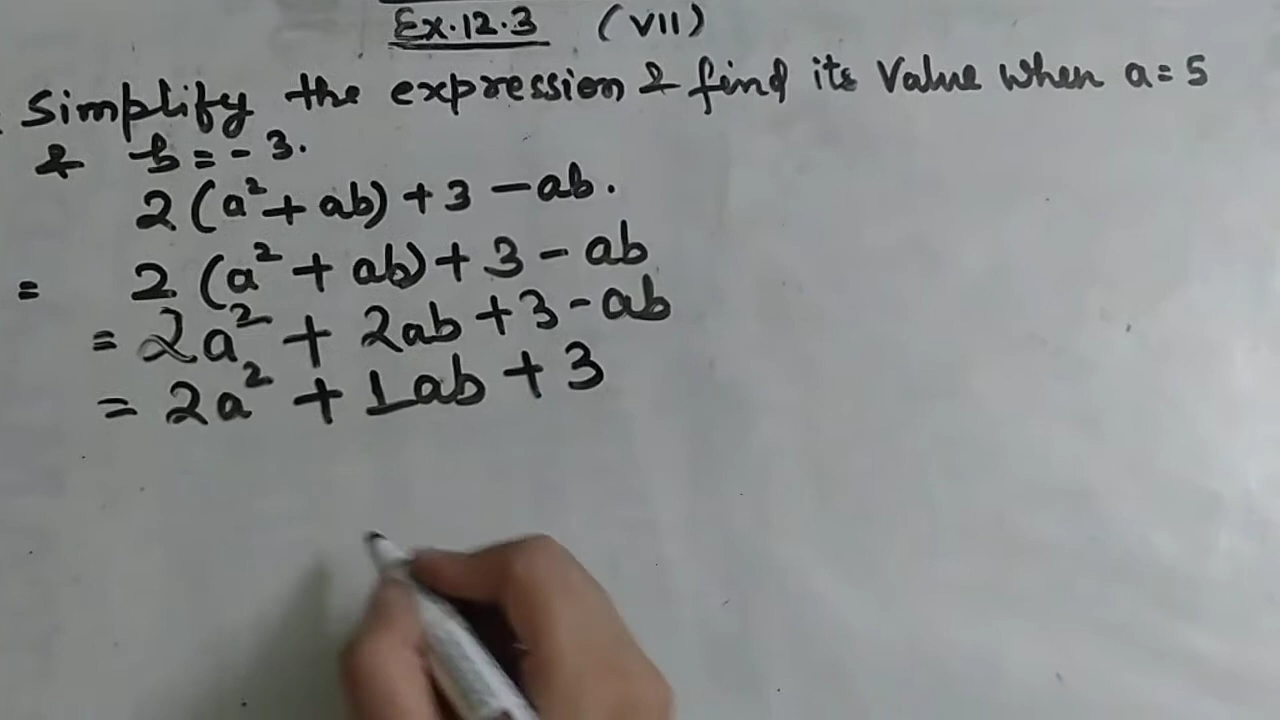 Ex.12.3 (VII)
Simplify the expression & find its Value when a=5
& b=-3.
2(a²+ab)+3-ab.
= 2(a²+ab)+3-ab
= 2a²+2ab+3-ab
= 2a²+1ab+3